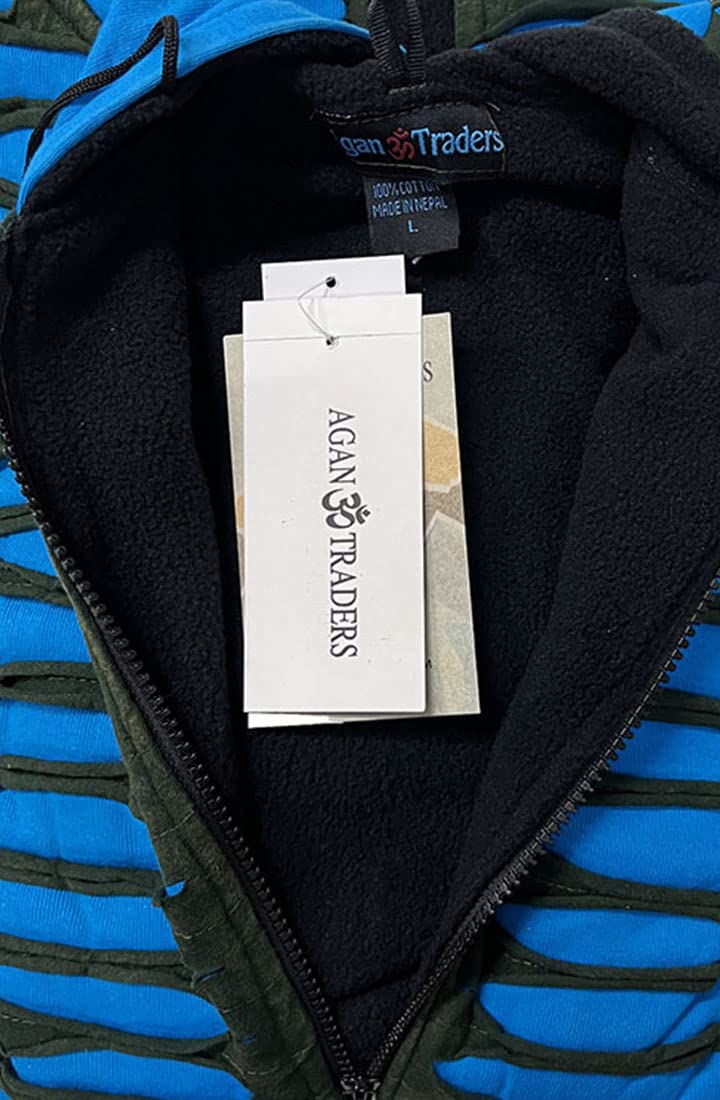 gan ॐ Traders
100% COTTON
MADE IN NEPAL
L
S
AGAN ॐ TRADERS